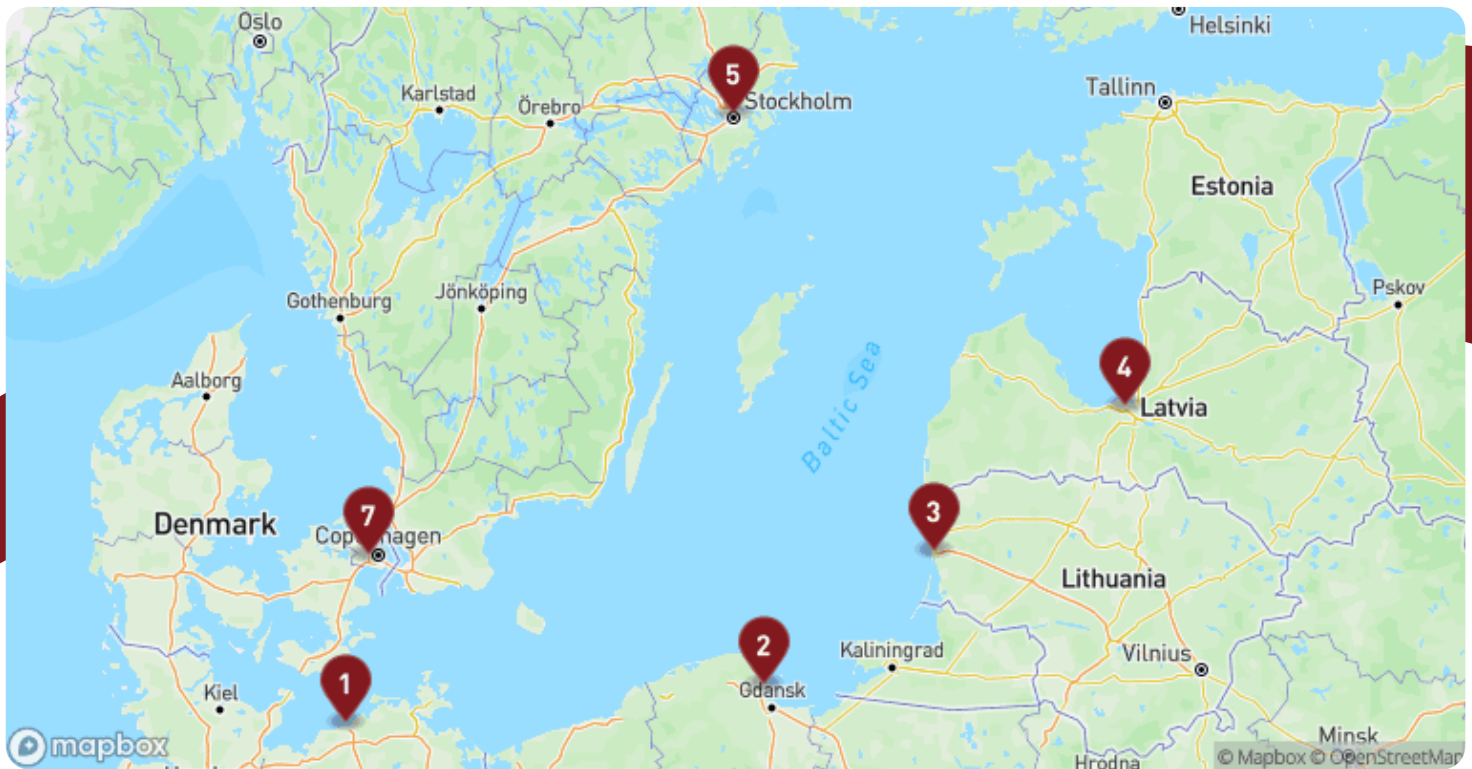 Oslo
Helsinki
5
Stockholm
Tallinn
Karlstad
Örebro
Estonia
Pskov
Gothenburg
Jönköping
Baltic Sea
Aalborg
4
Latvia
7
Copenhagen
3
Denmark
Lithuania
2
Kaliningrad
Vilnius
1
Kiel
Gdansk
mapbox
Minsk
© Mapbox © OpenStreetMap
Hrodna